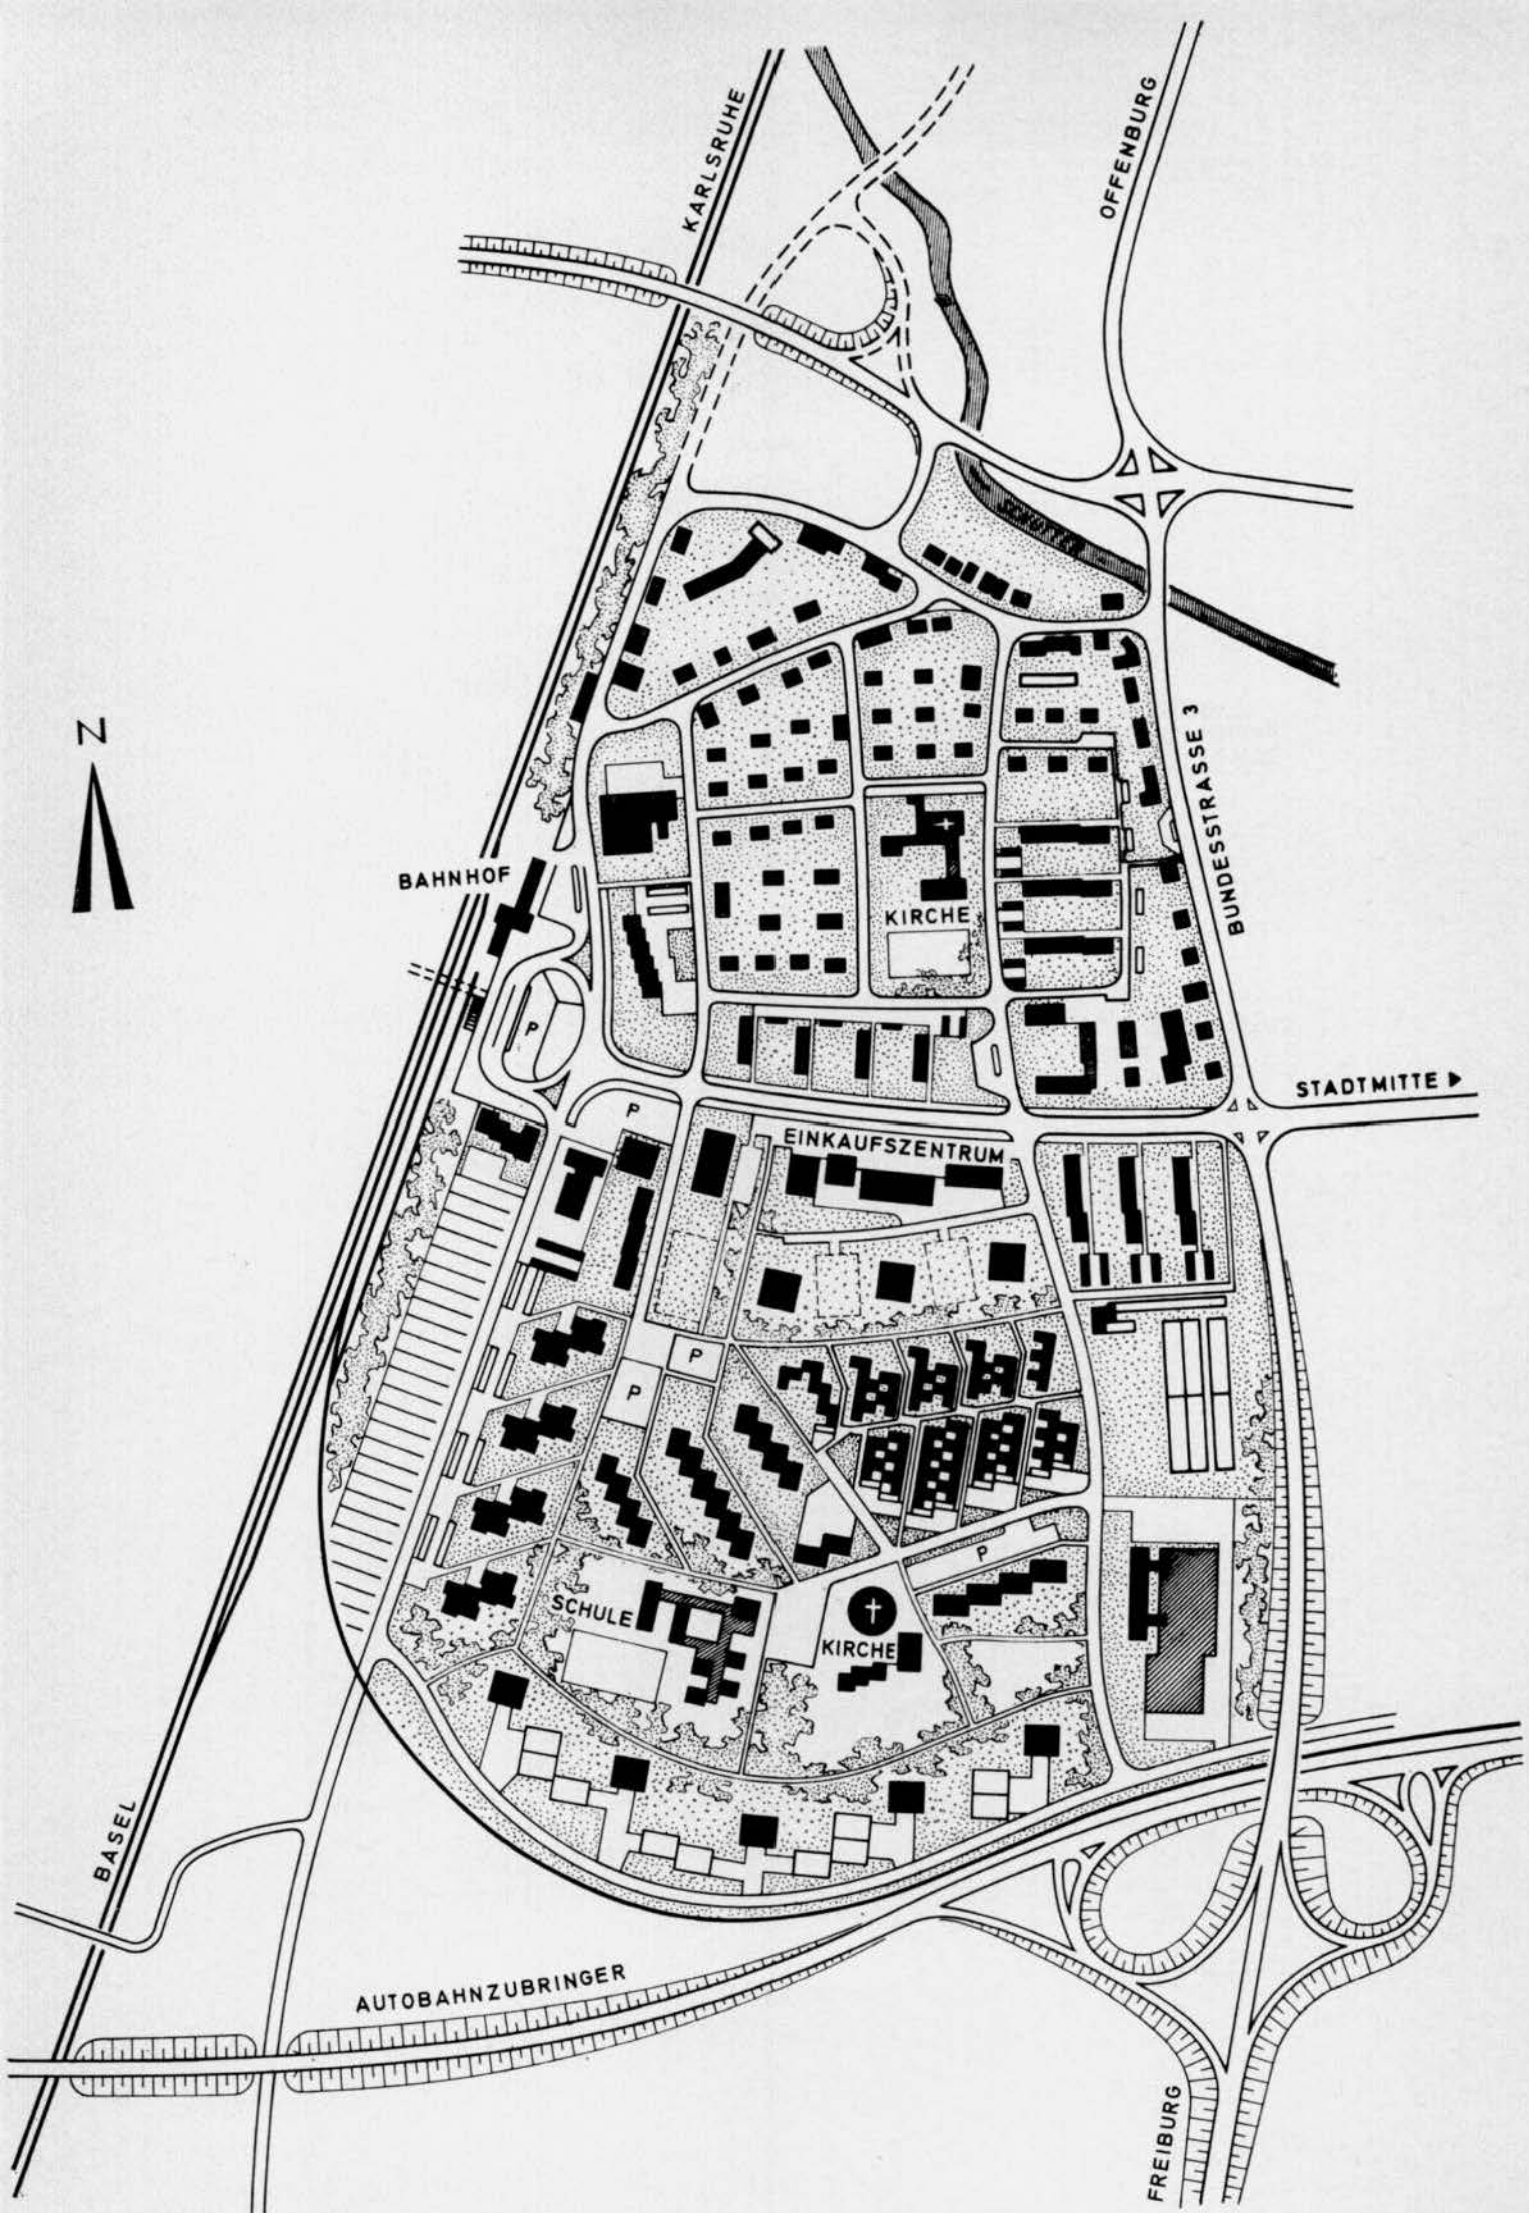 KARLSRUHE
OFFENBURG
N
BUNDESSTRASSE 3
BAHNHOF
KIRCHE
P
STADTMITTE
P
EINKAUFSZENTRUM
P
P
P
SCHULE
KIRCHE
BASEL
AUTOBAHNZUBRINGER
FREIBURG